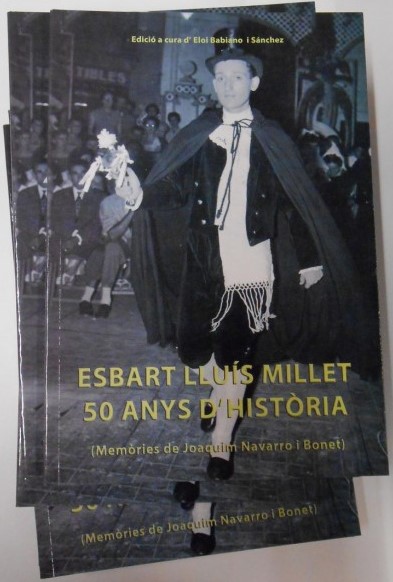 Edició a cura d' Eloi Babiano i Sánchez
ESBART LLUÍS MILLET
50 ANYS D'HISTÒRIA
(Memòries de Joaquim Navarro i Bonet)
(Memòries de Joaquim Navarro i Bonet)